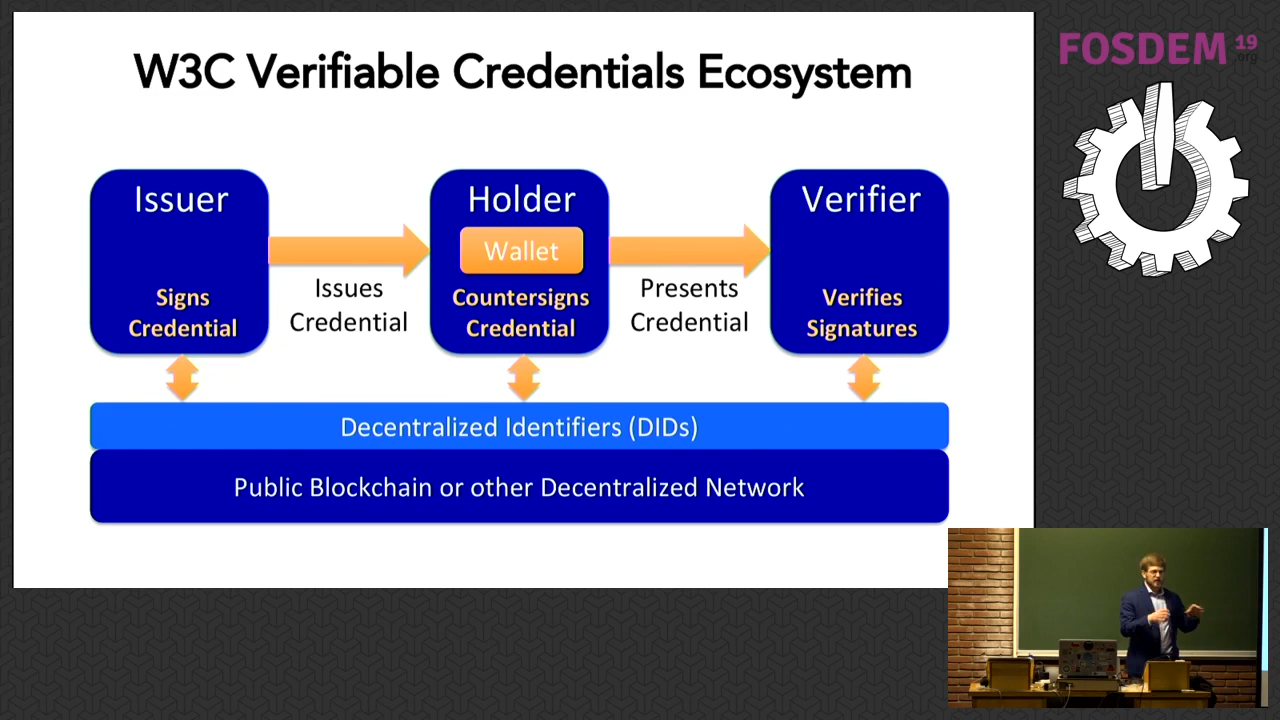 W3C Verifiable Credentials Ecosystem
FOSDEM 19
.org
Issuer
Signs
Credential
Issues
Credential
Holder
Wallet
Countersigns
Credential
Presents
Credential
Verifier
Verifies
Signatures
Decentralized Identifiers (DIDs)
Public Blockchain or other Decentralized Network